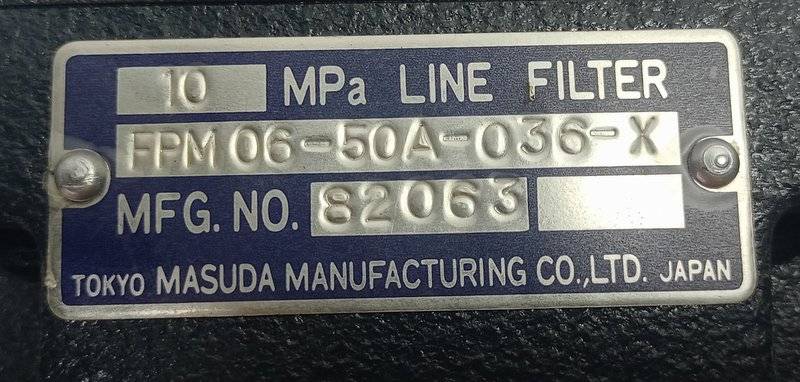 10 MPa LINE FILTER
FPM 06-50A-036-X
MFG. NO. 82063
TOKYO MASUDA MANUFACTURING CO.,LTD. JAPAN